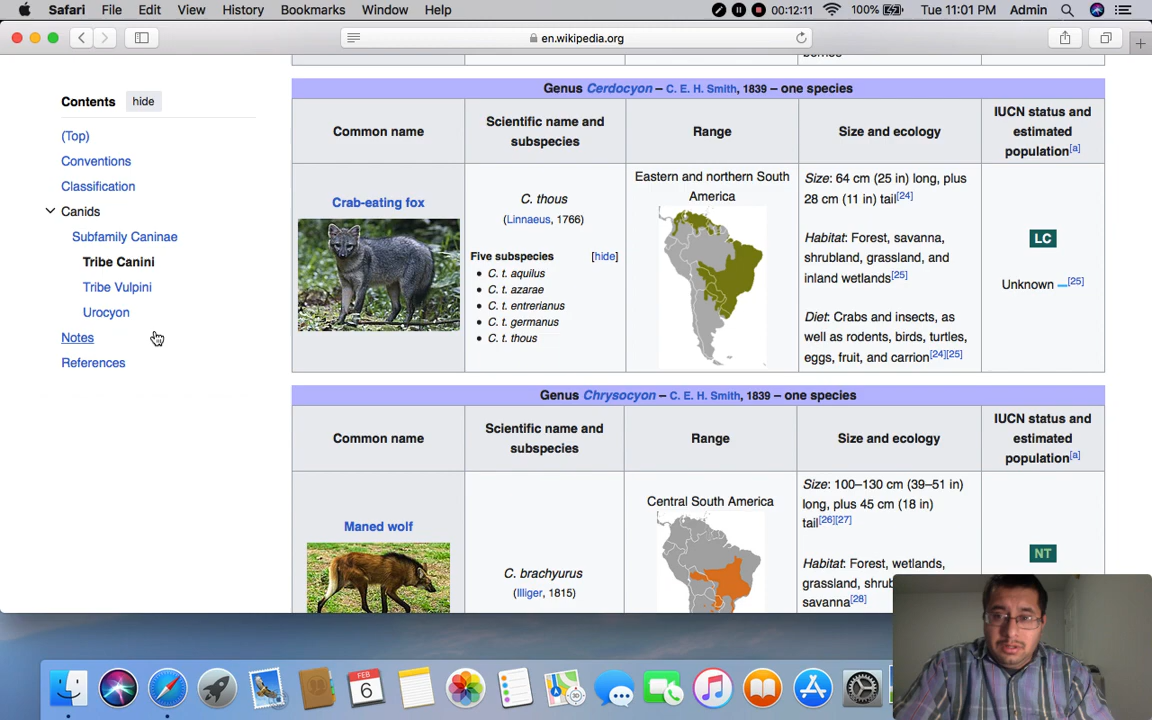 Safari File Edit View History Bookmarks Window Help 00:12:11 100% Tue 11:01 PM Admin
en.wikipedia.org
Contents hide
(Top)
Conventions
Classification
Canids
Subfamily Caninae
Tribe Canini
Tribe Vulpini
Urocyon
Notes
References
Genus Cerdocyon – C. E. H. Smith, 1839 – one species
Common name
Scientific name and
subspecies
Range
Size and ecology
IUCN status and
estimated
population[a]
Crab-eating fox
C. thous
(Linnaeus, 1766)
Five subspecies [hide]
• C. t. aquilus
• C. t. azarae
• C. t. entrerianus
• C. t. germanus
• C. t. thous
Eastern and northern South
America
Size: 64 cm (25 in) long, plus
28 cm (11 in) tail[24]
Habitat: Forest, savanna,
shrubland, grassland, and
inland wetlands[25]
Diet: Crabs and insects, as
well as rodents, birds, turtles,
eggs, fruit, and carrion[24][25]
LC
Unknown [25]
Genus Chrysocyon – C. E. H. Smith, 1839 – one species
Common name
Scientific name and
subspecies
Range
Size and ecology
IUCN status and
estimated
population[a]
Maned wolf
C. brachyurus
(Illiger, 1815)
Central South America
Size: 100–130 cm (39–51 in)
long, plus 45 cm (18 in)
tail[26][27]
Habitat: Forest, wetlands,
grassland, shrub
savanna[28]
NT
FEB
6